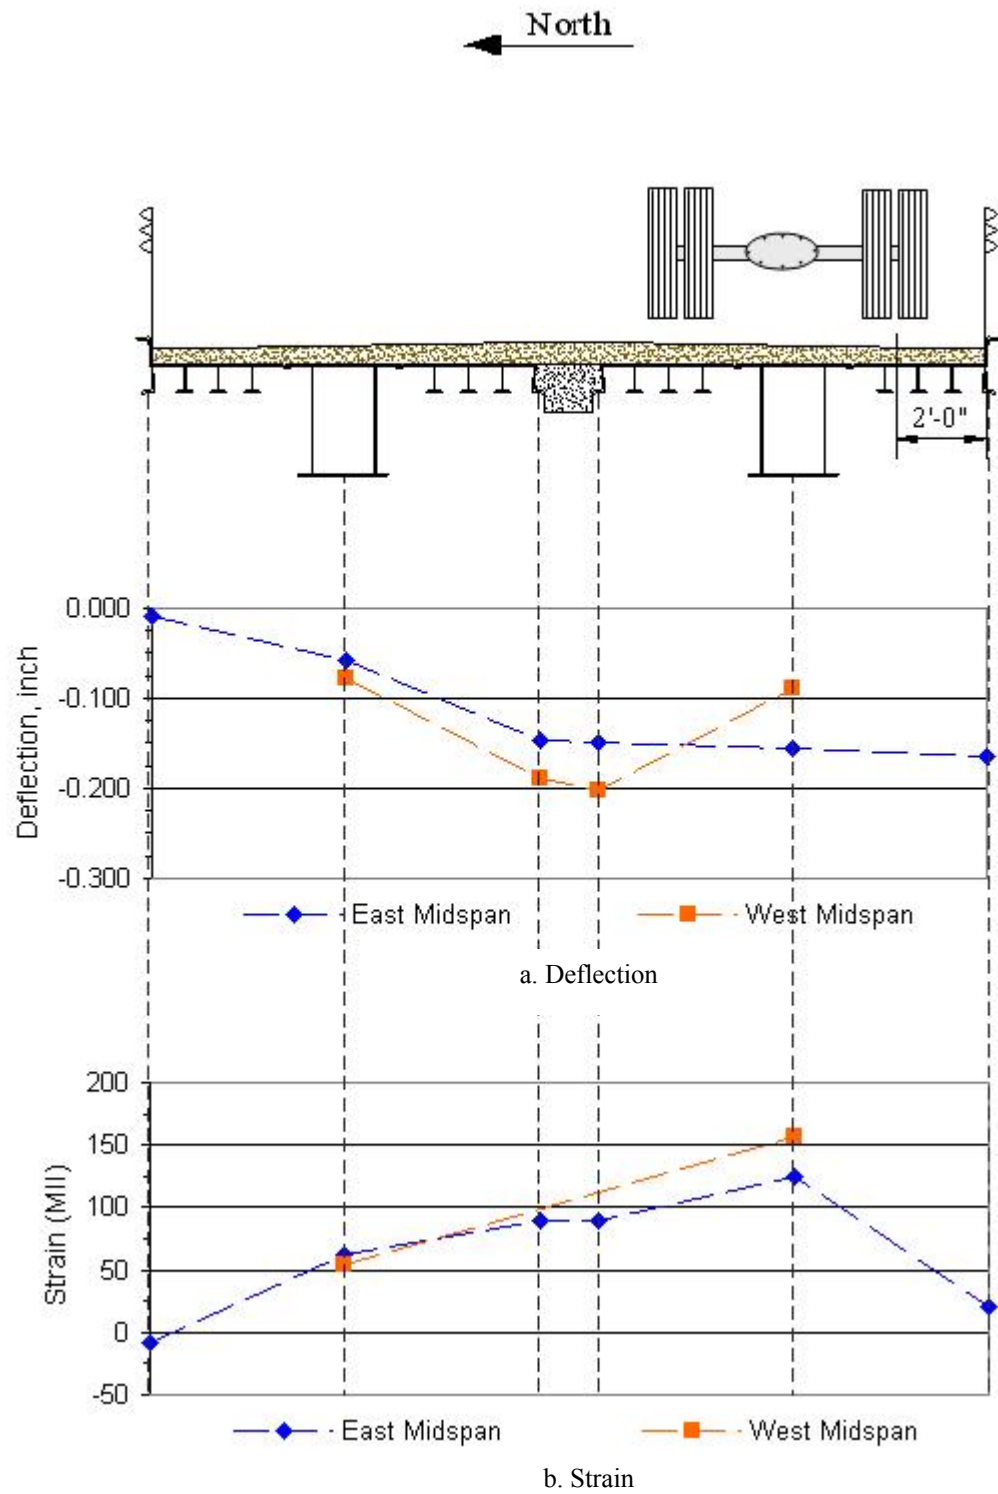 North
2'-0"
0.000
-0.100
-0.200
-0.300
Deflection, inch
East Midspan
West Midspan
a. Deflection
200
150
100
50
0
-50
Strain (MII)
East Midspan
West Midspan
b. Strain